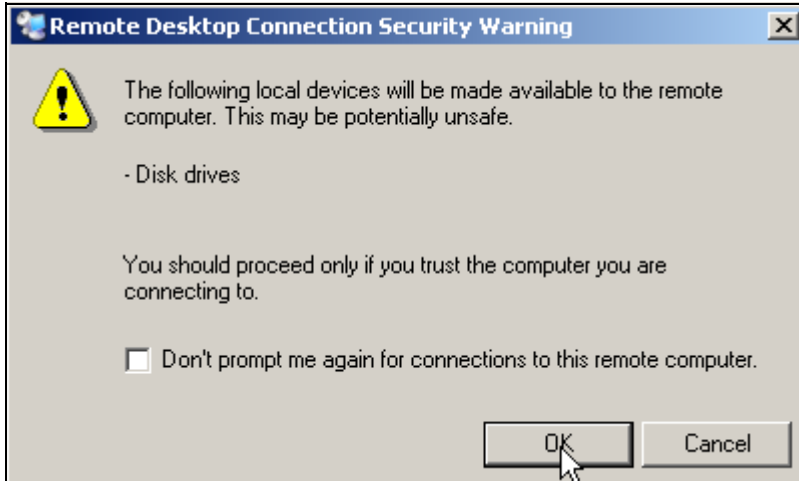 Remote Desktop Connection Security Warning
The following local devices will be made available to the remote
computer. This may be potentially unsafe.
- Disk drives
You should proceed only if you trust the computer you are
connecting to.
Don't prompt me again for connections to this remote computer.
OK Cancel